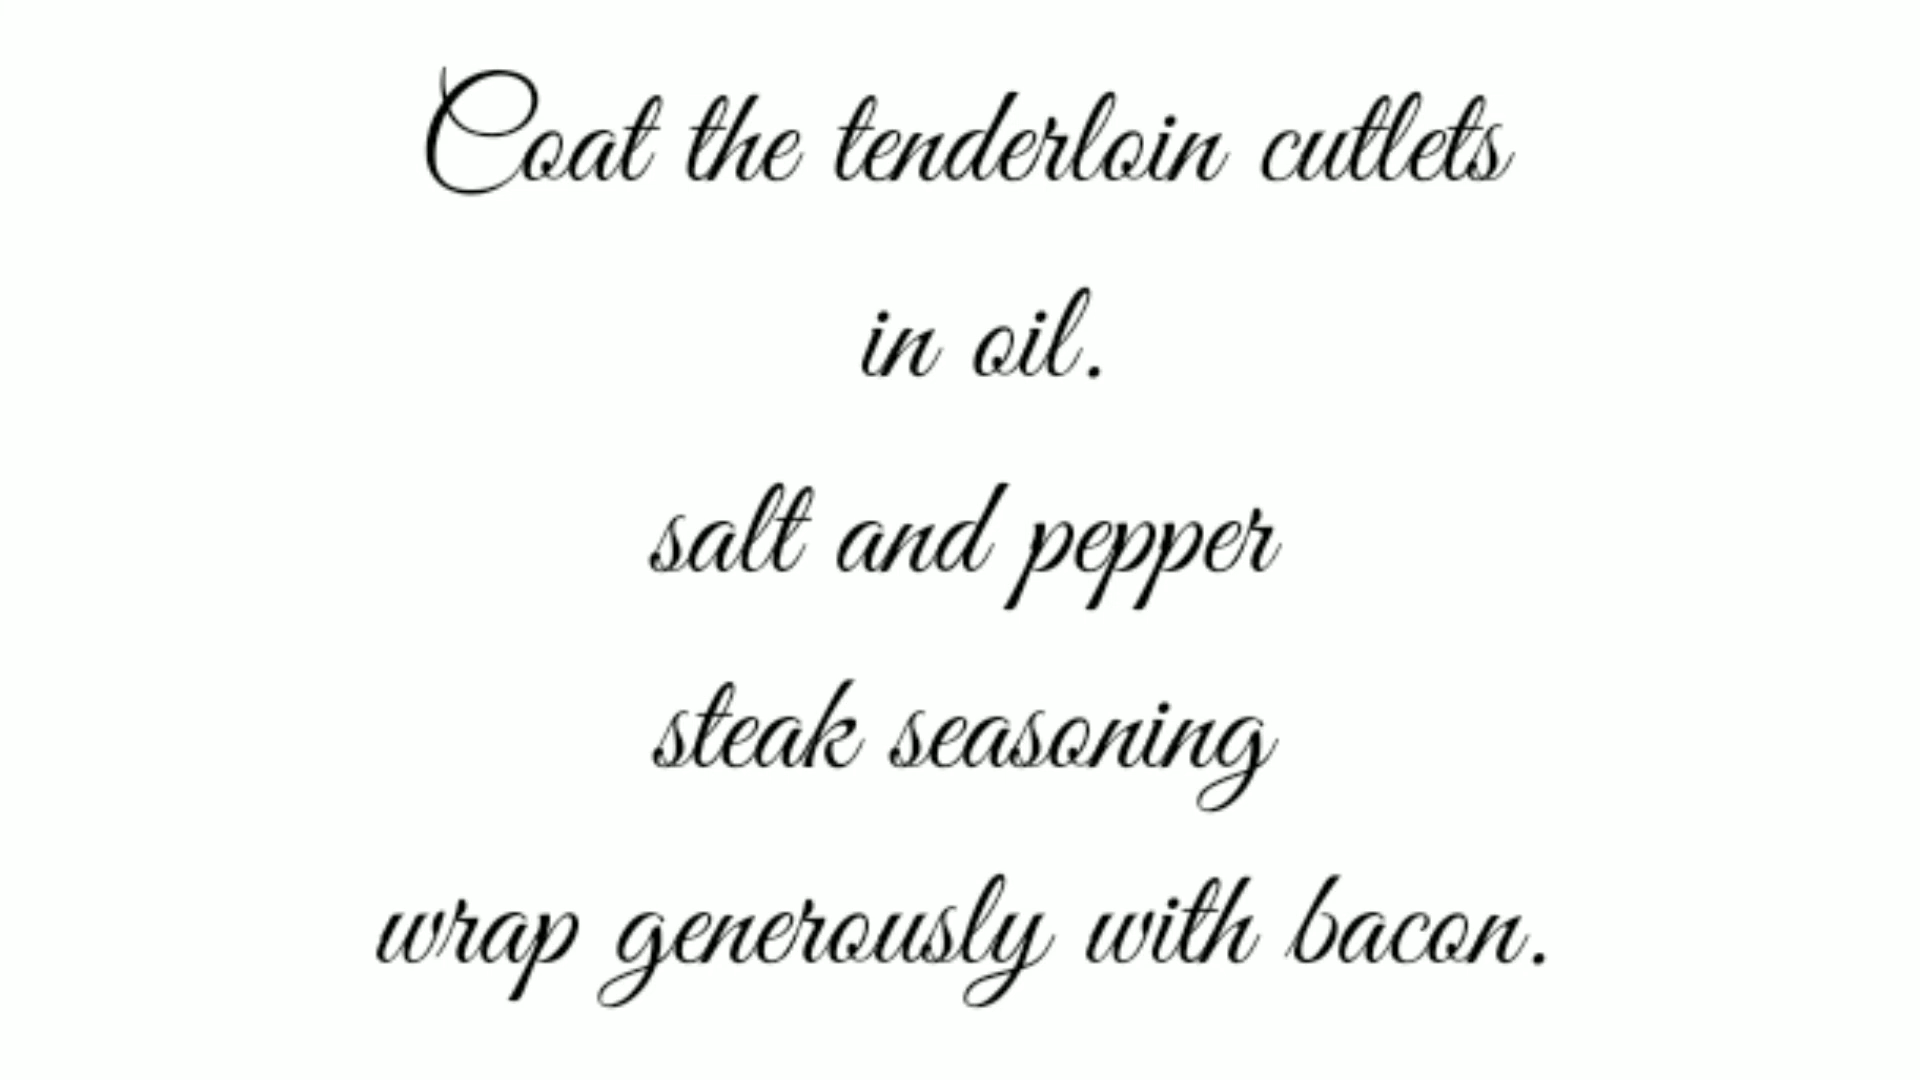 Coat the tenderloin cutlets
in oil.
salt and pepper
steak seasoning
wrap generously with bacon.